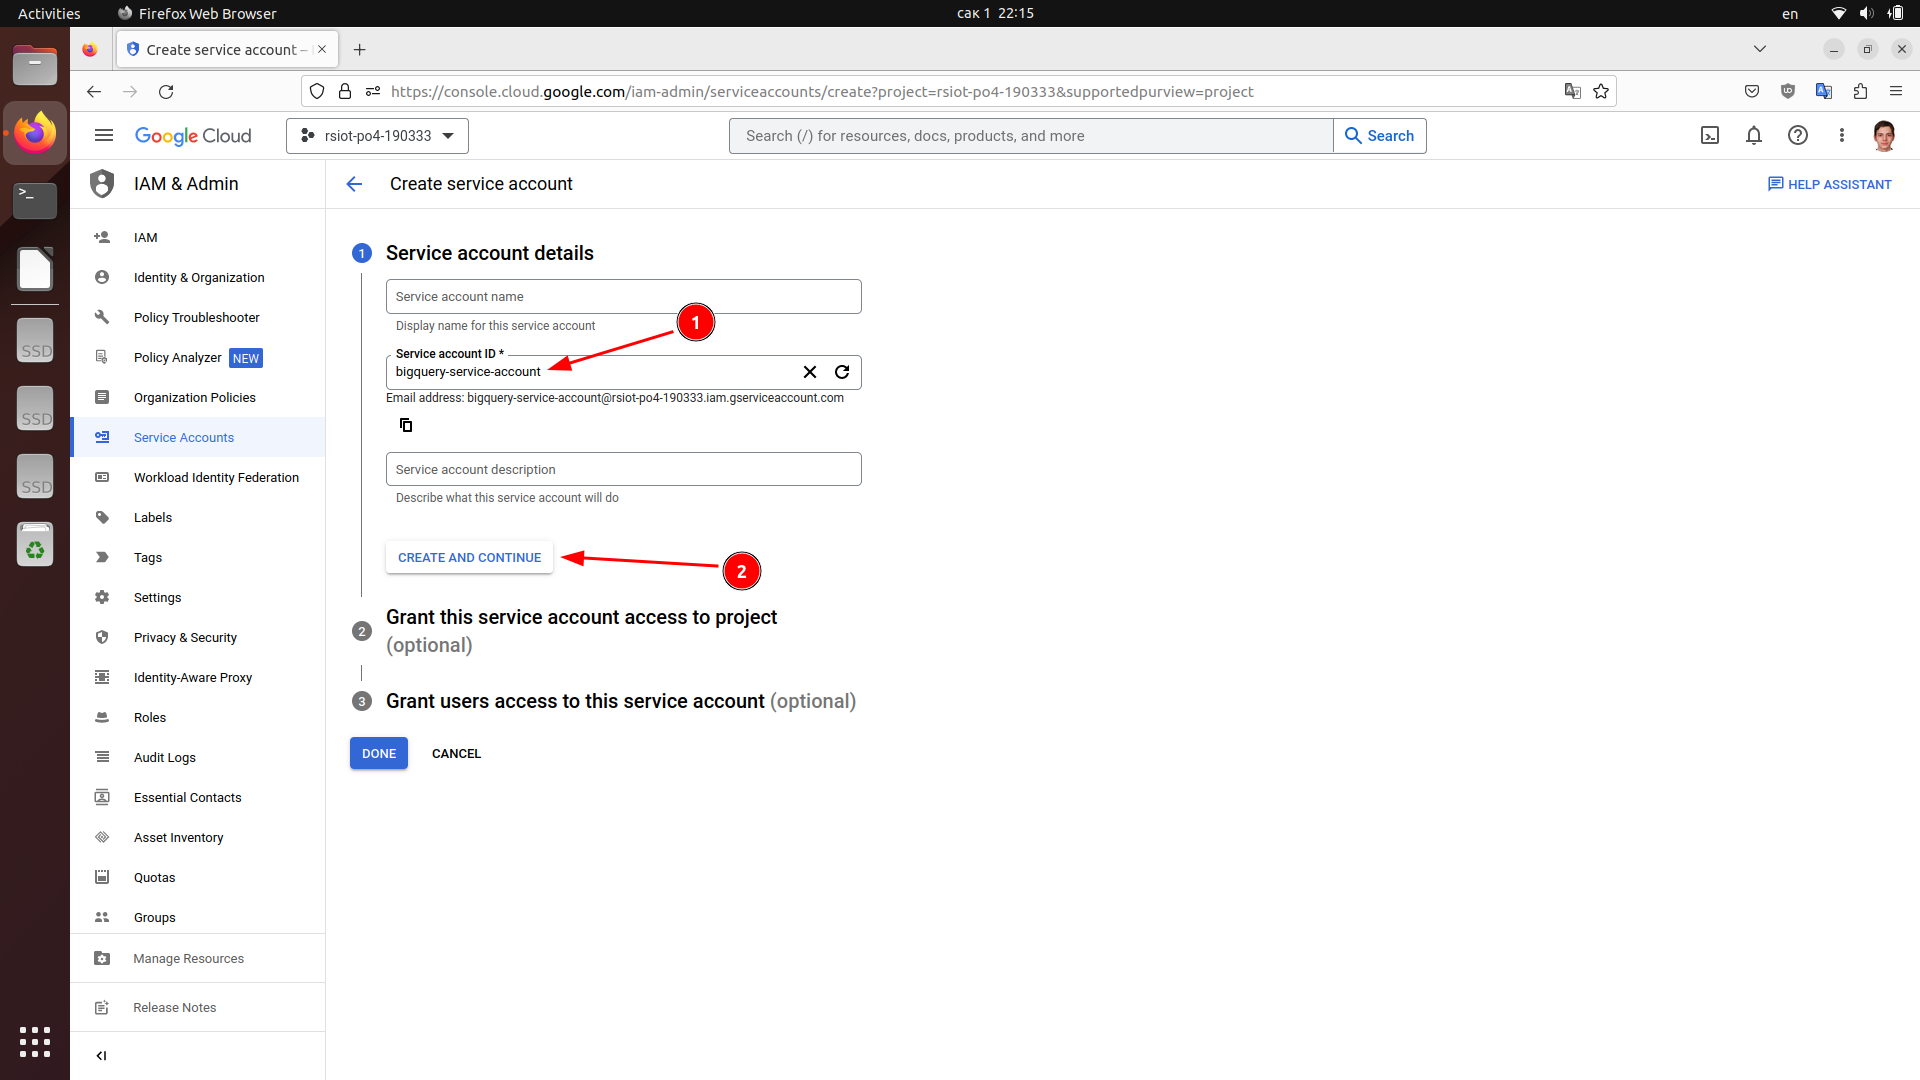 Activities
Firefox Web Browser
сак 1 22:15
en
Create service account –
https://console.cloud.google.com/iam-admin/serviceaccounts/create?project=rsiot-po4-190333&supportedpurview=project
Google Cloud
rsiot-po4-190333
Search (/) for resources, docs, products, and more
Search
IAM & Admin
Create service account
HELP ASSISTANT
IAM
Identity & Organization
Policy Troubleshooter
Policy Analyzer NEW
Organization Policies
Service Accounts
Workload Identity Federation
Labels
Tags
Settings
Privacy & Security
Identity-Aware Proxy
Roles
Audit Logs
Essential Contacts
Asset Inventory
Quotas
Groups
Manage Resources
Release Notes
1 Service account details
Service account name
Display name for this service account
1
Service account ID *
bigquery-service-account
Email address: bigquery-service-account@rsiot-po4-190333.iam.gserviceaccount.com
Service account description
Describe what this service account will do
CREATE AND CONTINUE
2
2 Grant this service account access to project
(optional)
3 Grant users access to this service account (optional)
DONE
CANCEL
SSD
SSD
SSD